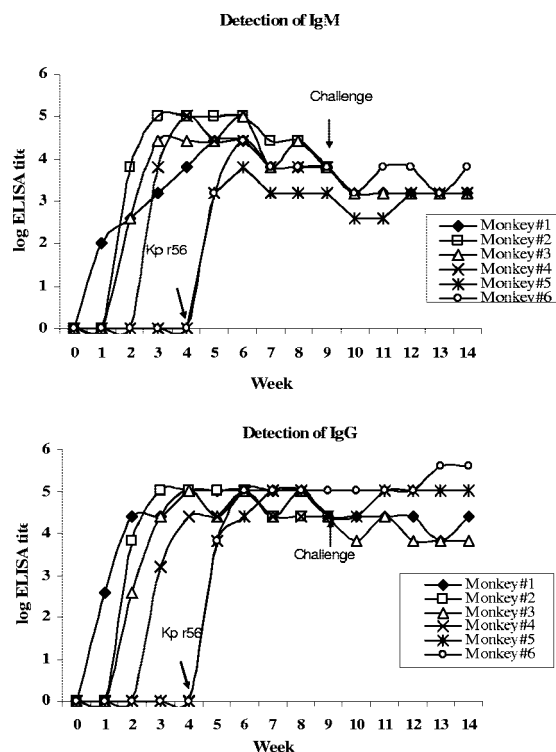 Detection of IgM
log ELISA tite
6
5
4
3
2
1
0
Challenge
Kp r56
0 1 2 3 4 5 6 7 8 9 10 11 12 13 14
Week
Monkey#1
Monkey#2
Monkey#3
Monkey#4
Monkey#5
Monkey#6
Detection of IgG
log ELISA tite
6
5
4
3
2
1
0
Challenge
Kp r56
0 1 2 3 4 5 6 7 8 9 10 11 12 13 14
Week
Monkey#1
Monkey#2
Monkey#3
Monkey#4
Monkey#5
Monkey#6